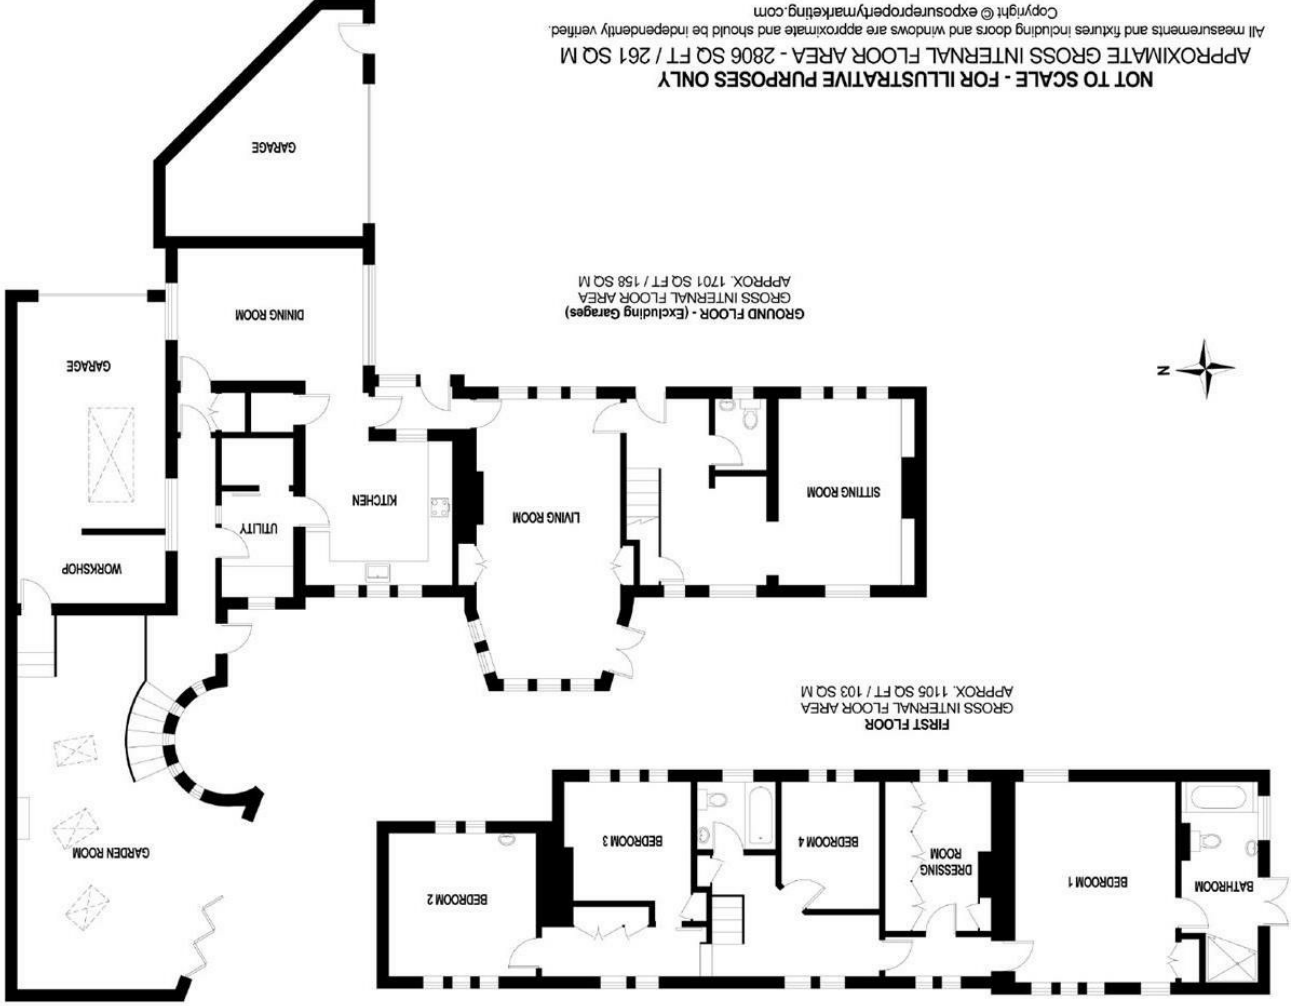 BATHROOM
BEDROOM 1
DRESSING
ROOM
BEDROOM 4
BEDROOM 3
BEDROOM 2
GARDEN ROOM
FIRST FLOOR
GROSS INTERNAL FLOOR AREA
APPROX. 1105 SQ FT / 103 SQ M
SITTING ROOM
LIVING ROOM
KITCHEN
UTILITY
WORKSHOP
GARAGE
N
DINING ROOM
GROUND FLOOR - (Excluding Garages)
GROSS INTERNAL FLOOR AREA
APPROX. 1701 SQ FT / 158 SQ M
GARAGE
NOT TO SCALE - FOR ILLUSTRATIVE PURPOSES ONLY
APPROXIMATE GROSS INTERNAL FLOOR AREA - 2806 SQ FT / 261 SQ M
All measurements and fixtures including doors and windows are approximate and should be independently verified.
Copyright © exposurepropertymarketing.com